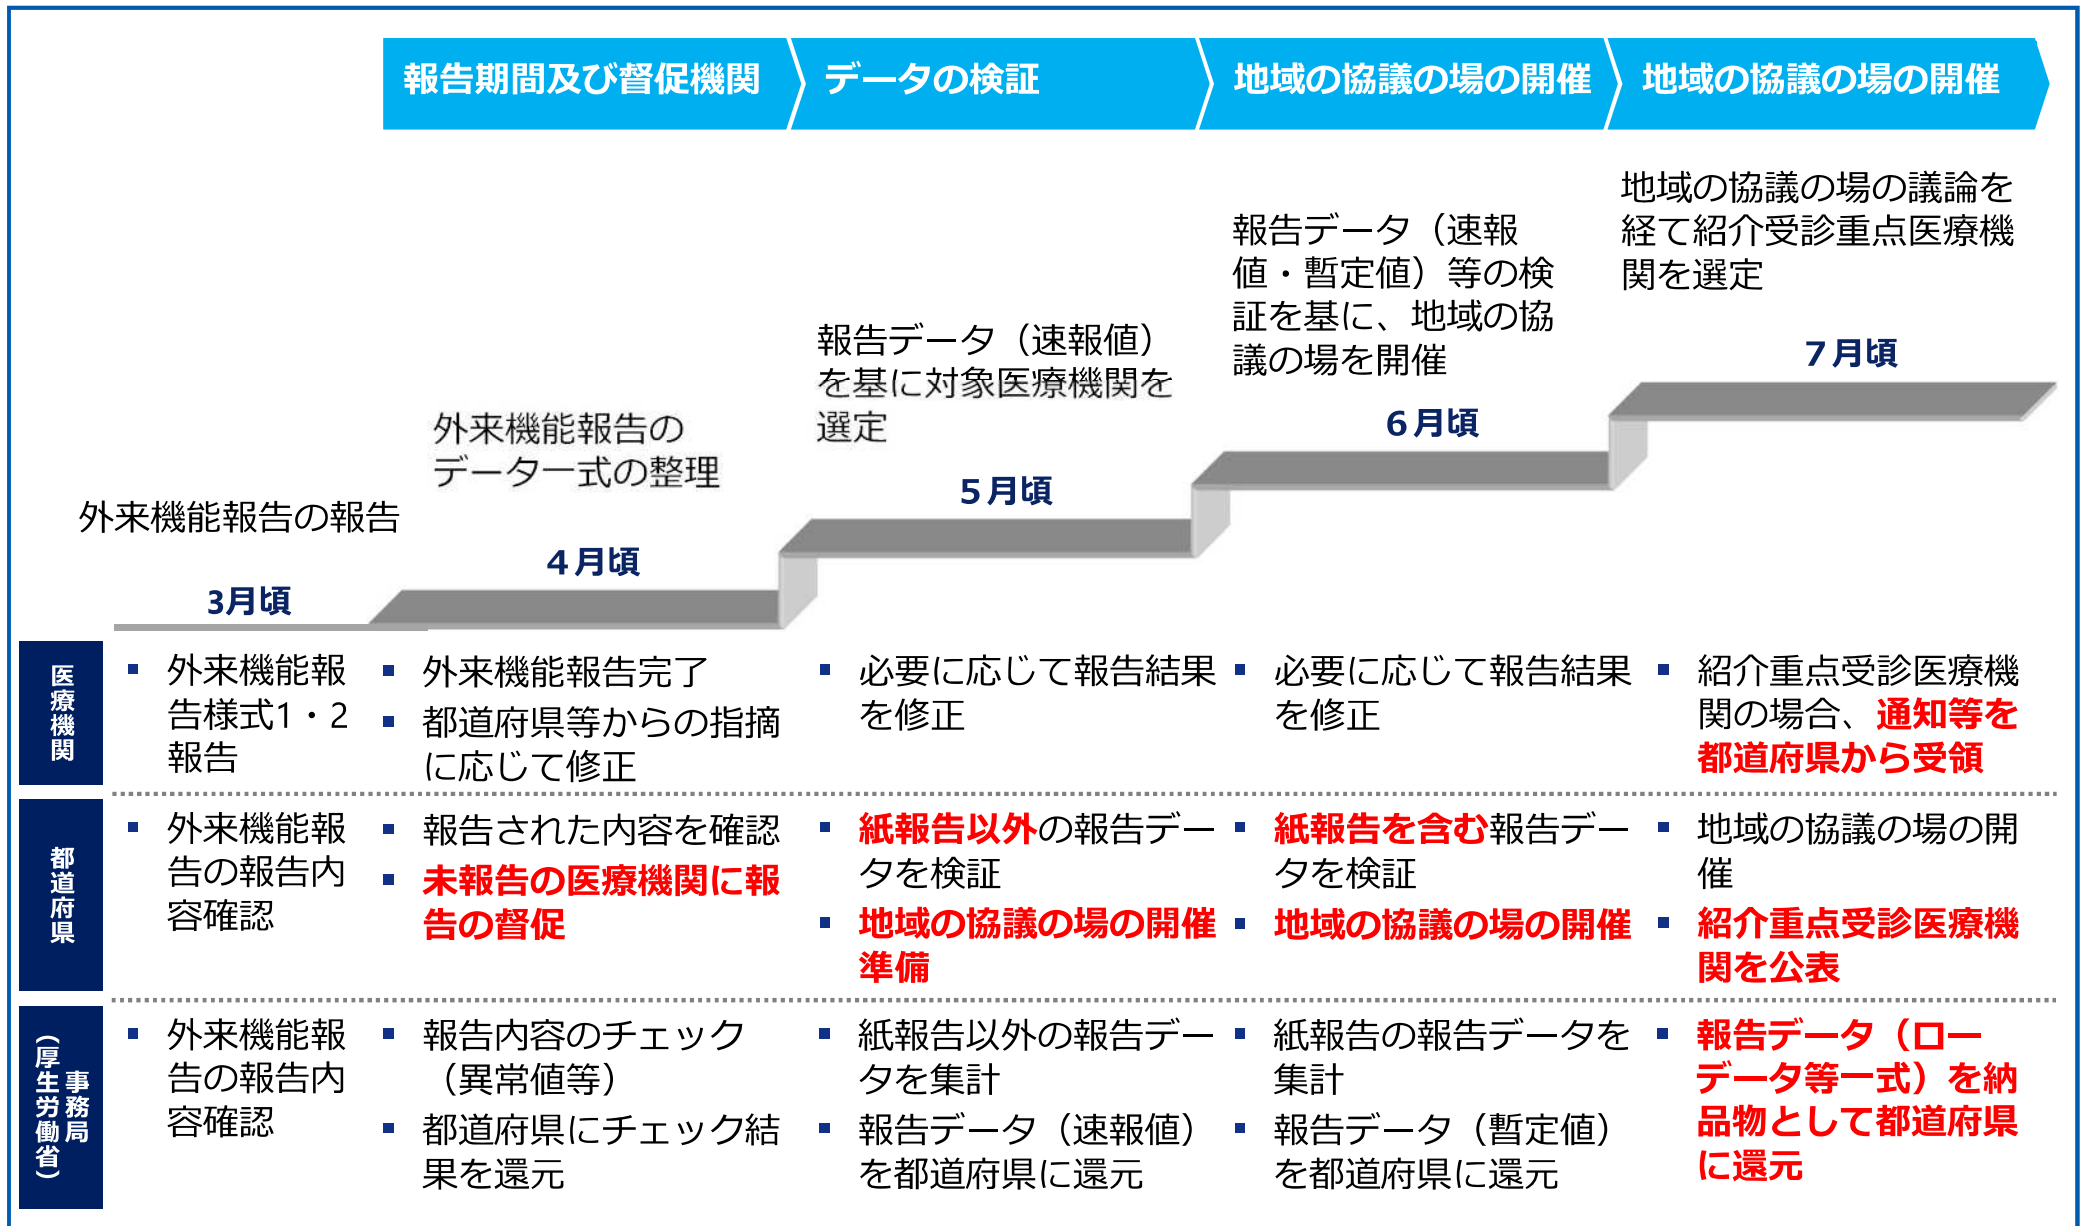 報告期間及び督促機関
データの検証
地域の協議の場の開催
地域の協議の場の開催
外来機能報告の報告
3月頃
外来機能報告の
データ一式の整理
4月頃
報告データ（速報値）
を基に対象医療機関を
選定
5月頃
報告データ（速報
値・暫定値）等の検
証を基に、地域の協
議の場を開催
6月頃
地域の協議の場の議論を
経て紹介受診重点医療機
関を選定
7月頃
医療機関
外来機能報
告様式1・2
報告
外来機能報告完了
都道府県等からの指摘
に応じて修正
必要に応じて報告結果
を修正
必要に応じて報告結果
を修正
紹介重点受診医療機
関の場合、通知等を
都道府県から受領
都道府県
外来機能報
告の報告内
容確認
報告された内容を確認
未報告の医療機関に報
告の督促
紙報告以外の報告デー
タを検証
地域の協議の場の開催
準備
紙報告を含む報告デー
タを検証
地域の協議の場の開催
地域の協議の場の開
催
紹介重点受診医療機
関を公表
事務局
（厚生労働省）
外来機能報
告の報告内
容確認
報告内容のチェック
（異常値等）
都道府県にチェック結
果を還元
紙報告以外の報告デー
タを集計
報告データ（速報値）
を都道府県に還元
紙報告の報告データを
集計
報告データ（暫定値）
を都道府県に還元
報告データ（ロー
データ等一式）を納
品物として都道府県
に還元